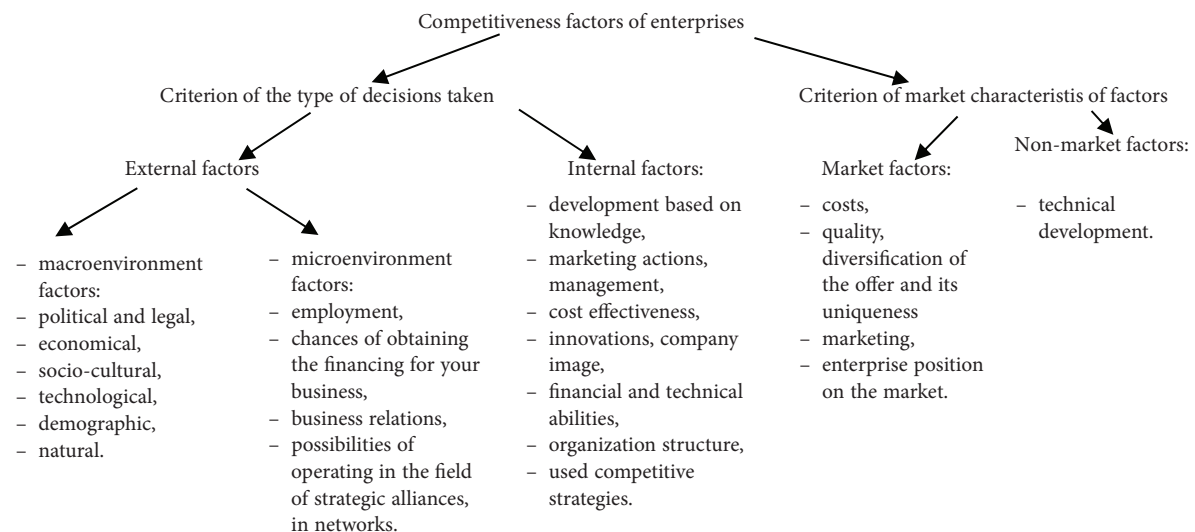 Competitiveness factors of enterprises
Criterion of the type of decisions taken
Criterion of market characteristis of factors
External factors
Internal factors:
Market factors:
Non-market factors:
– macroenvironment
factors:
– political and legal,
– economical,
– socio-cultural,
– technological,
– demographic,
– natural.
– microenvironment
factors:
– employment,
– chances of obtaining
the financing for your
business,
– business relations,
– possibilities of
operating in the field
of strategic alliances,
in networks.
– development based on
knowledge,
– marketing actions,
management,
– cost effectiveness,
– innovations, company
image,
– financial and technical
abilities,
– organization structure,
– used competitive
strategies.
– costs,
– quality,
diversification of
the offer and its
uniqueness
– marketing,
– enterprise position
on the market.
– technical
development.